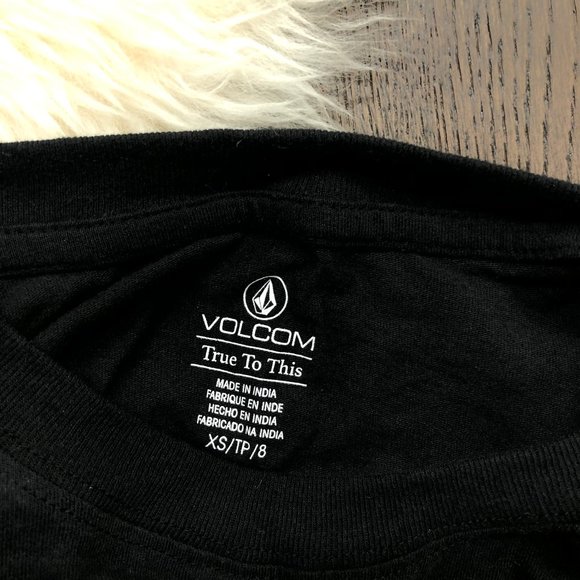 VOLCOM
True To This
MADE IN INDIA
FABRIQUE EN INDE
HECHO EN INDIA
FABRICADO NA INDIA
XS/TP/8